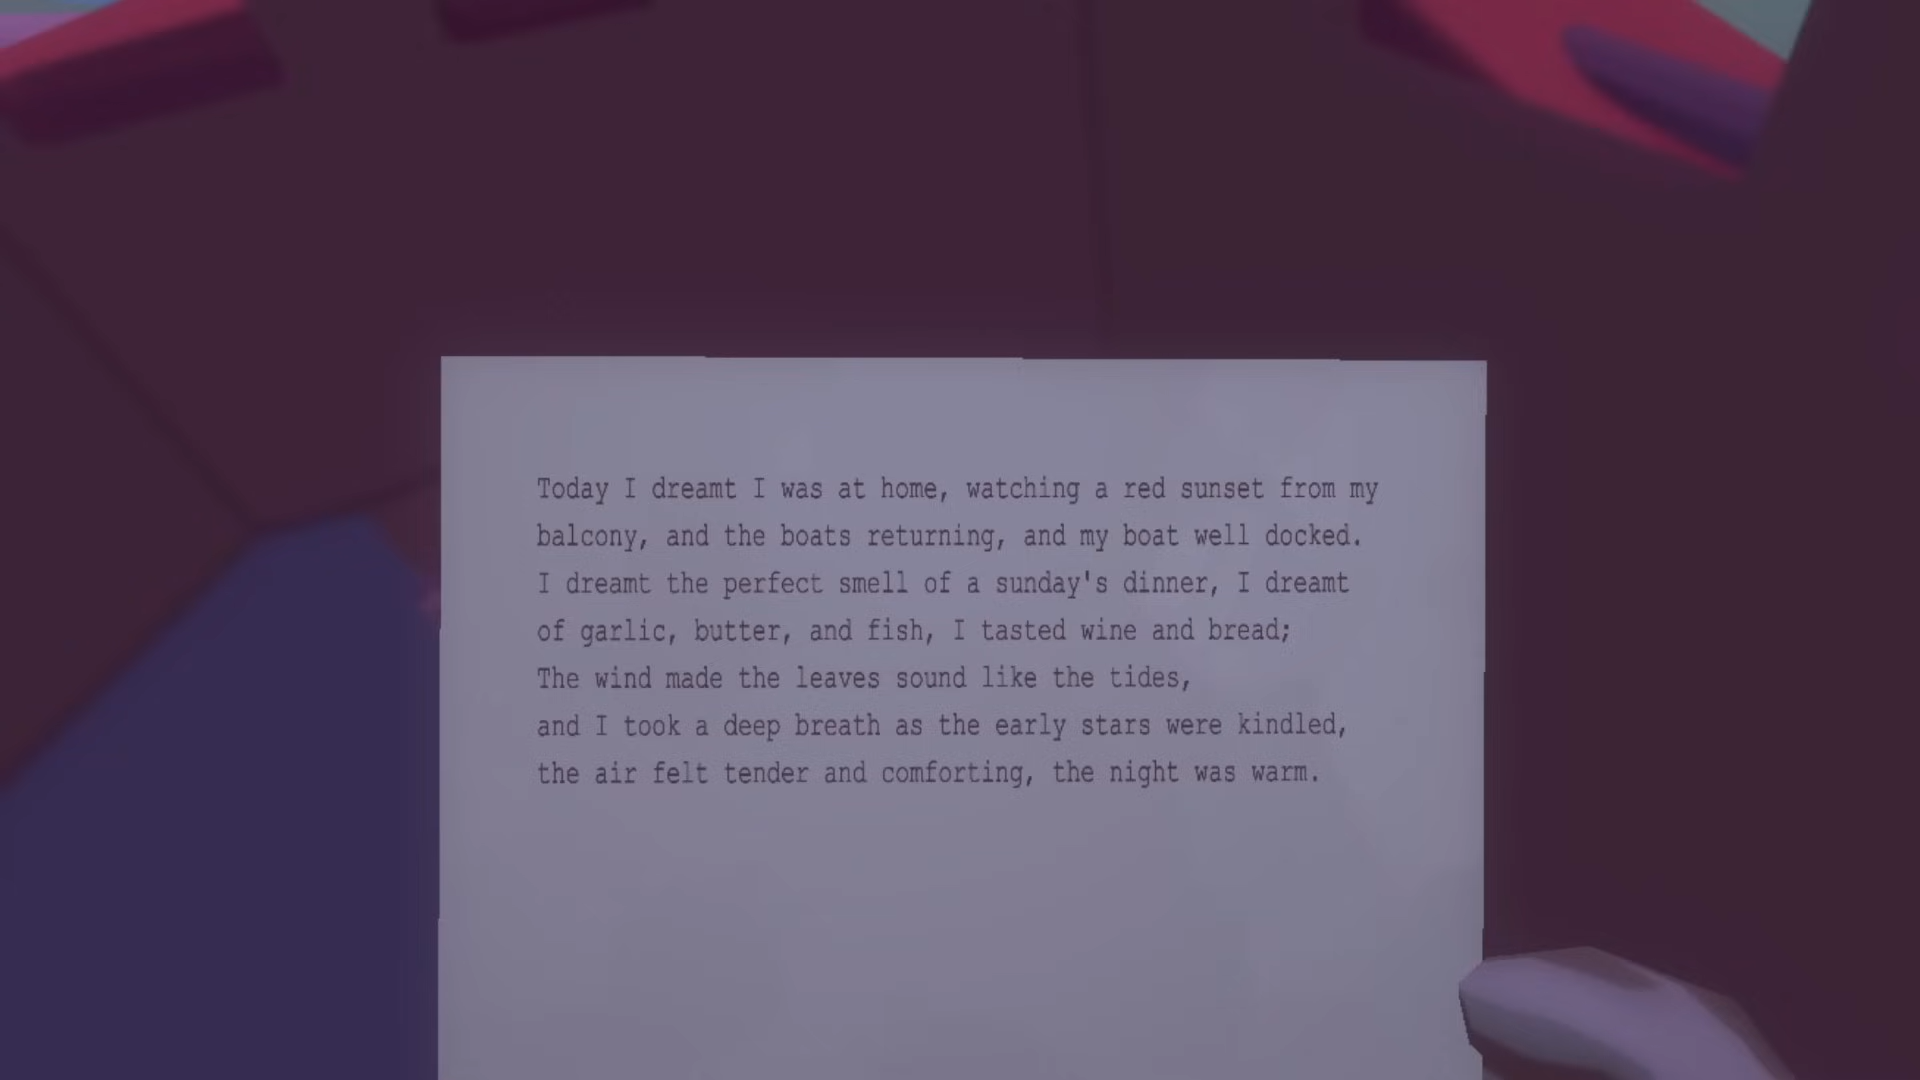 Today I dreamt I was at home, watching a red sunset from my
balcony, and the boats returning, and my boat well docked.
I dreamt the perfect smell of a sunday's dinner, I dreamt
of garlic, butter, and fish, I tasted wine and bread;
The wind made the leaves sound like the tides,
and I took a deep breath as the early stars were kindled,
the air felt tender and comforting, the night was warm.